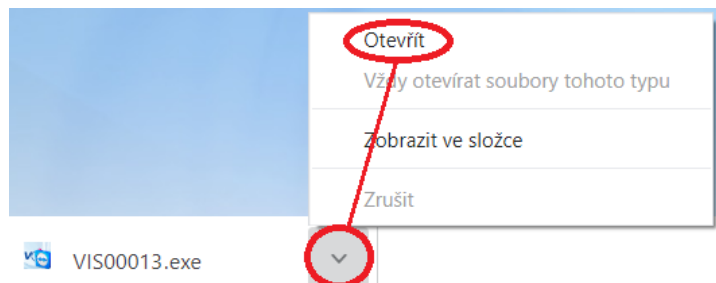 Otevřít
Vždy otevírat soubory tohoto typu
Zobrazit ve složce
Zrušit
VIS00013.exe